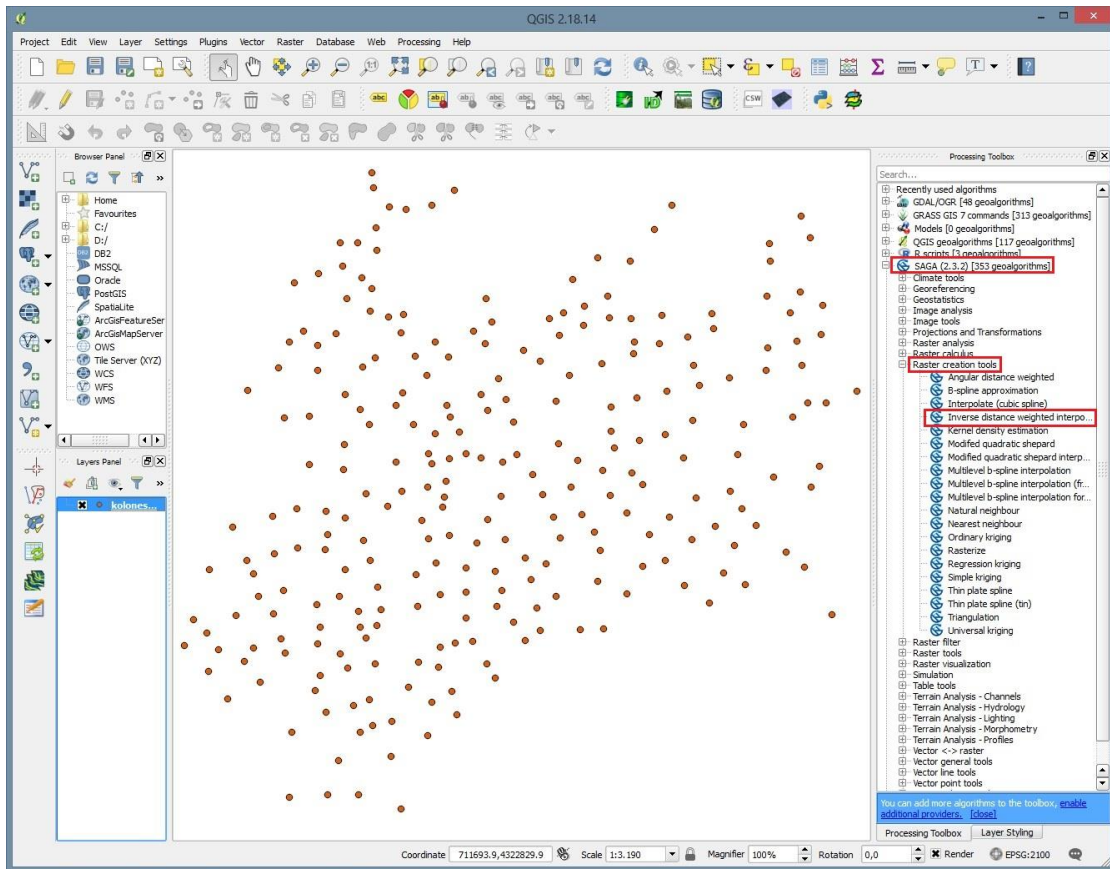 QGIS 2.18.14
Project Edit View Layer Settings Plugins Vector Raster Database Web Processing Help
Browser Panel
Home
Favourites
C:/
D:/
DB2
MSSQL
Oracle
PostGIS
SpatiaLite
ArcGisFeatureSer
ArcGisMapServer
OWS
Tile Server (XYZ)
WCS
WFS
WMS
Layers Panel
kolones...
Processing Toolbox
Search...
Recently used algorithms
GDAL/OGR [48 geoalgorithms]
GRASS GIS 7 commands [313 geoalgorithms]
Models [0 geoalgorithms]
QGIS geoalgorithms [117 geoalgorithms]
R scripts [3 geoalgorithms]
SAGA (2.3.2) [353 geoalgorithms]
Climate tools
Georeferencing
Geostatistics
Image analysis
Image tools
Projections and Transformations
Raster analysis
Raster calculus
Raster creation tools
Angular distance weighted
B-spline approximation
Interpolate (cubic spline)
Inverse distance weighted interpo...
Kernel density estimation
Modifed quadratic shepard
Modified quadratic shepard interp...
Multilevel b-spline interpolation
Multilevel b-spline interpolation (fr...
Multilevel b-spline interpolation for...
Natural neighbour
Nearest neighbour
Ordinary kriging
Rasterize
Regression kriging
Simple kriging
Thin plate spline
Thin plate spline (tin)
Triangulation
Universal kriging
Raster filter
Raster tools
Raster visualization
Simulation
Table tools
Terrain Analysis - Channels
Terrain Analysis - Hydrology
Terrain Analysis - Lighting
Terrain Analysis - Morphometry
Terrain Analysis - Profiles
Vector <-> raster
Vector general tools
Vector line tools
Vector point tools
You can add more algorithms to the toolbox, enable
additional providers. [close]
Processing Toolbox Layer Styling
Coordinate 711693.9,4322829.9 Scale 1:3.190 Magnifier 100% Rotation 0,0 Render EPSG:2100